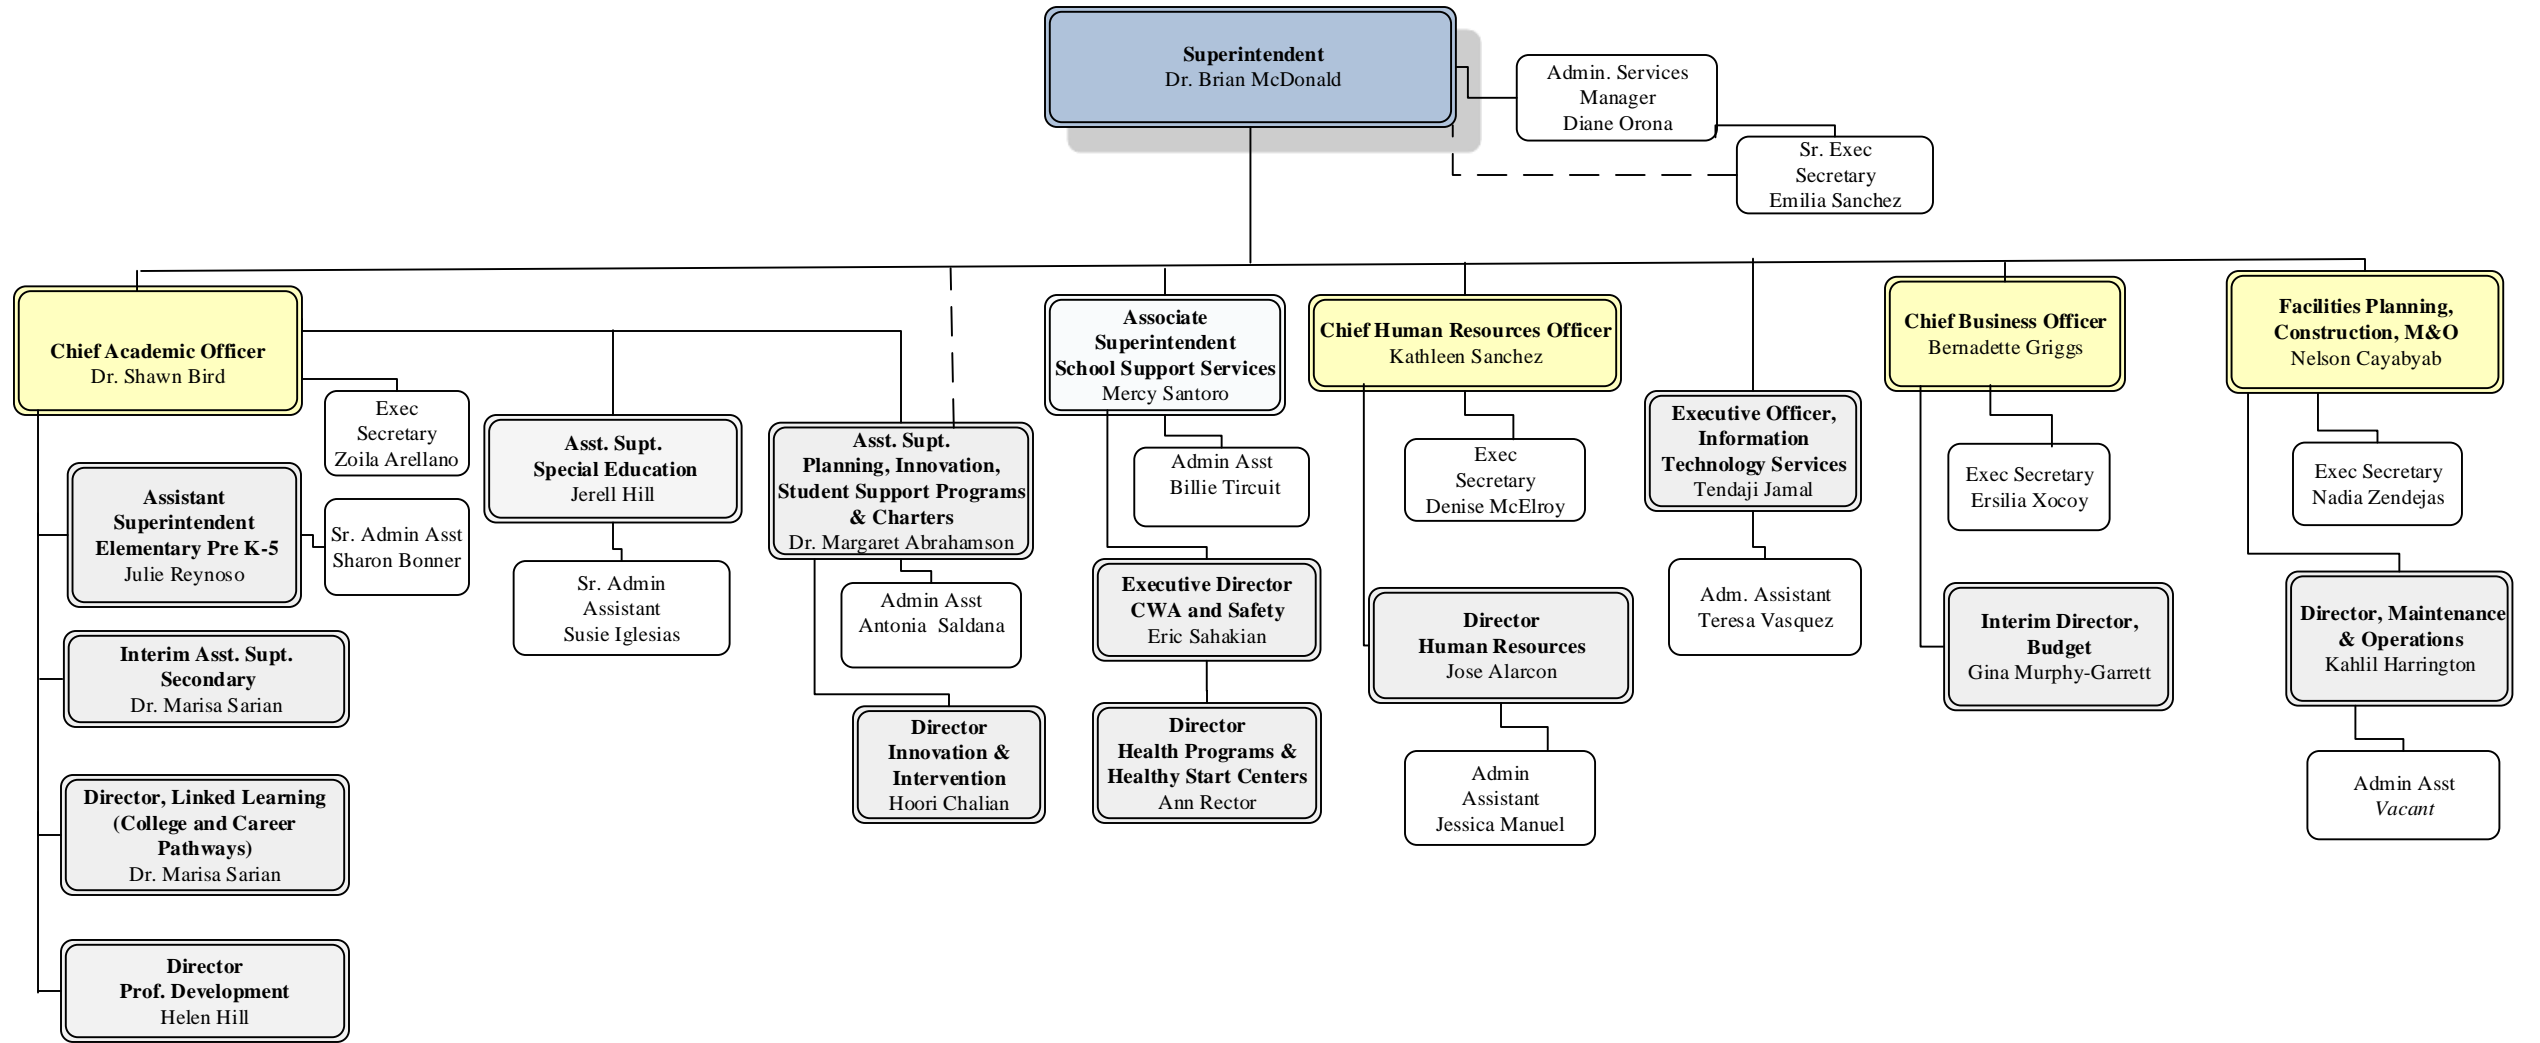 Superintendent
Dr. Brian McDonald
Admin. Services
Manager
Diane Orona
Sr. Exec
Secretary
Emilia Sanchez
Chief Academic Officer
Dr. Shawn Bird
Exec
Secretary
Zoila Arellano
Assistant
Superintendent
Elementary Pre K-5
Julie Reynoso
Sr. Admin Asst
Sharon Bonner
Interim Asst. Supt.
Secondary
Dr. Marisa Sarian
Director, Linked Learning
(College and Career
Pathways)
Dr. Marisa Sarian
Director
Prof. Development
Helen Hill
Asst. Supt.
Special Education
Jerell Hill
Sr. Admin
Assistant
Susie Iglesias
Asst. Supt.
Planning, Innovation,
Student Support Programs
& Charters
Dr. Margaret Abrahamson
Admin Asst
Antonia Saldana
Director
Innovation &
Intervention
Hoori Chalian
Associate
Superintendent
School Support Services
Mercy Santoro
Admin Asst
Billie Tircuit
Executive Director
CWA and Safety
Eric Sahakian
Director
Health Programs &
Healthy Start Centers
Ann Rector
Chief Human Resources Officer
Kathleen Sanchez
Exec
Secretary
Denise McElroy
Director
Human Resources
Jose Alarcon
Admin
Assistant
Jessica Manuel
Executive Officer,
Information
Technology Services
Tendaji Jamal
Adm. Assistant
Teresa Vasquez
Chief Business Officer
Bernadette Griggs
Exec Secretary
Ersilia Xocoy
Interim Director,
Budget
Gina Murphy-Garrett
Facilities Planning,
Construction, M&O
Nelson Cayabyab
Exec Secretary
Nadia Zendejas
Director, Maintenance
& Operations
Kahlil Harrington
Admin Asst
Vacant